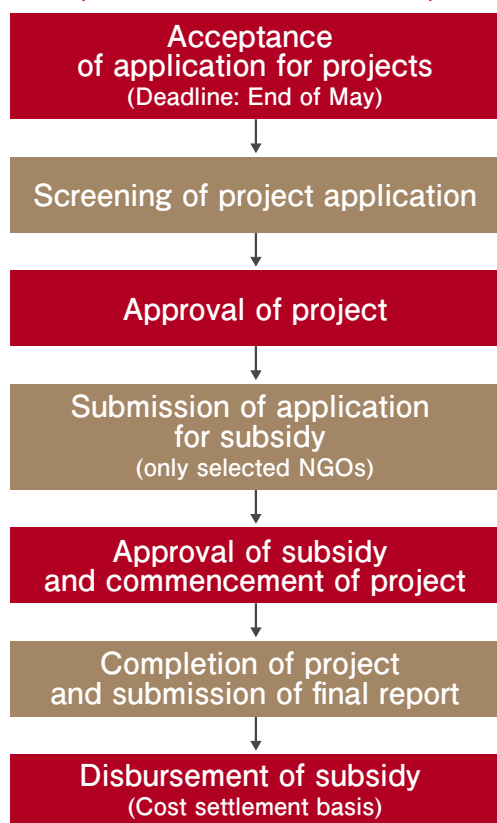 Acceptance
of application for projects
(Deadline: End of May)
Screening of project application
Approval of project
Submission of application
for subsidy
(only selected NGOs)
Approval of subsidy
and commencement of project
Completion of project
and submission of final report
Disbursement of subsidy
(Cost settlement basis)